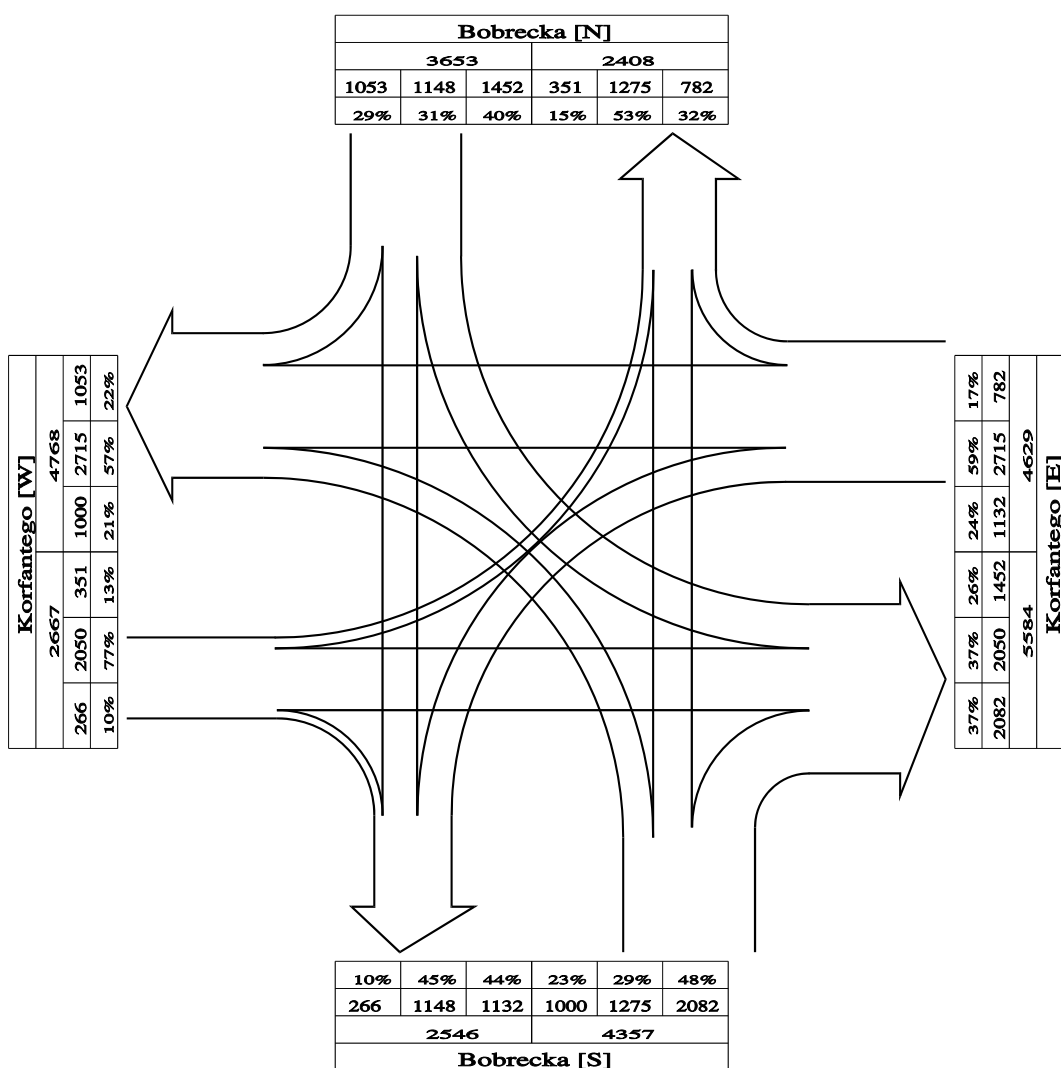 Bobrecka [N]
3653 2408
1053 1148 1452 351 1275 782
29% 31% 40% 15% 53% 32%
Korfantego [W]
2667 4768
266 2050 351 1000 2715 1053
10% 77% 13% 21% 57% 22%
37% 37% 26% 24% 59% 17%
2082 2050 1452 1132 2715 782
5584 4629
Korfantego [E]
10% 45% 44% 23% 29% 48%
266 1148 1132 1000 1275 2082
2546 4357
Bobrecka [S]